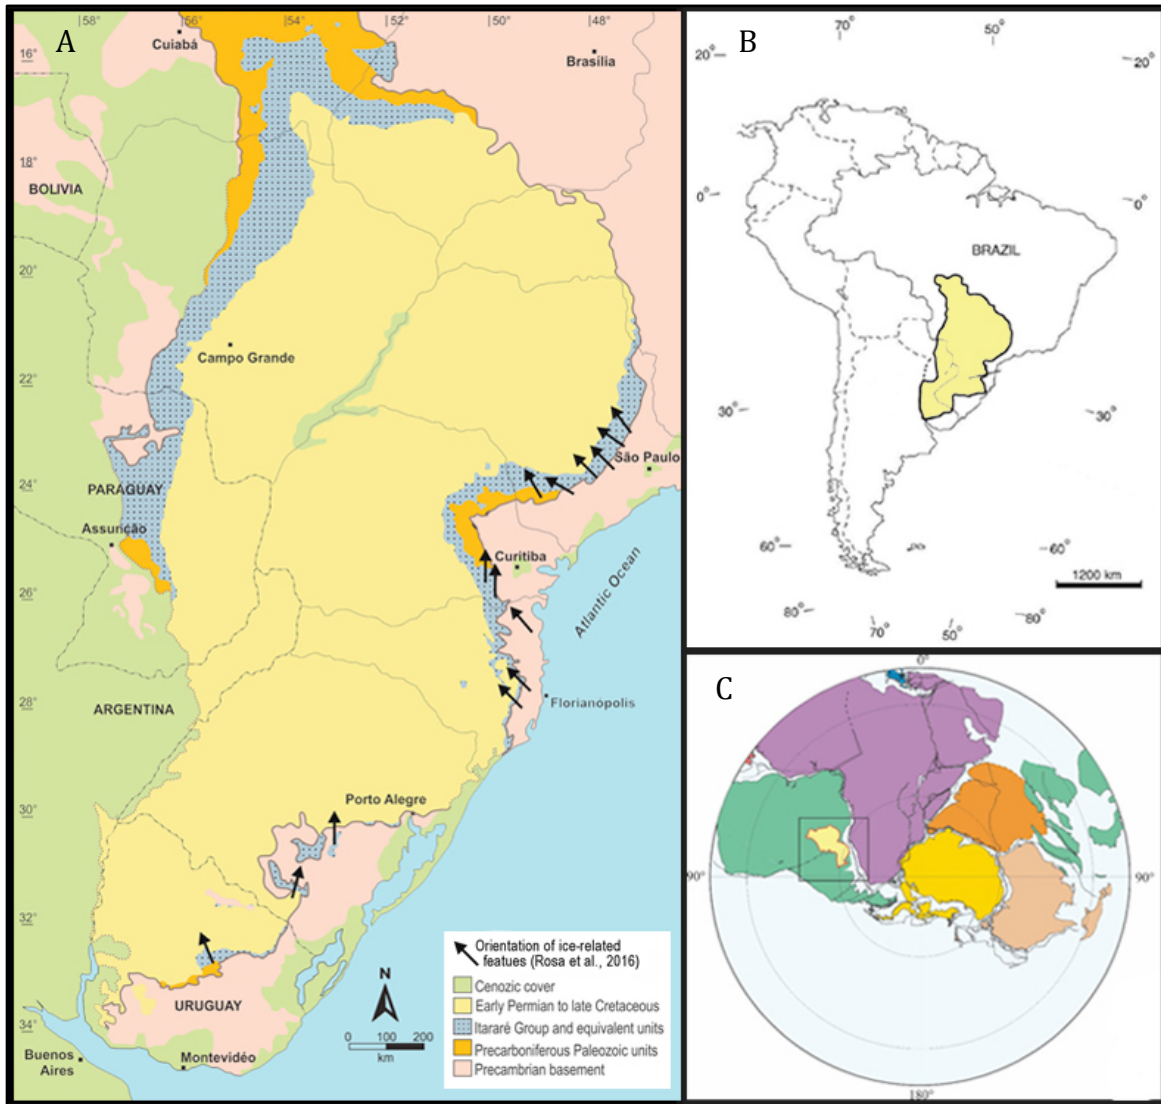 58°
54°
52°
50°
48°
A
Cuiabá
16°
Brasília
18°
BOLIVIA
20°
Campo Grande
22°
São Paulo
24°
PARAGUAY
Assunção
Curitiba
26°
Atlantic Ocean
28°
ARGENTINA
Florianópolis
30°
Porto Alegre
32°
URUGUAY
34°
Buenos
Aires
Montevidéo
N
0 100 200
km
Orientation of ice-related
featues (Rosa et al., 2016)
Cenozic cover
Early Permian to late Cretaceous
Itararé Group and equivalent units
Precarboniferous Paleozoic units
Precambrian basement
B
70°
50°
20°
20°
0°
0°
BRAZIL
30°
30°
60°
60°
1200 km
80°
70°
50°
80°
C
0°
90°
90°
180°